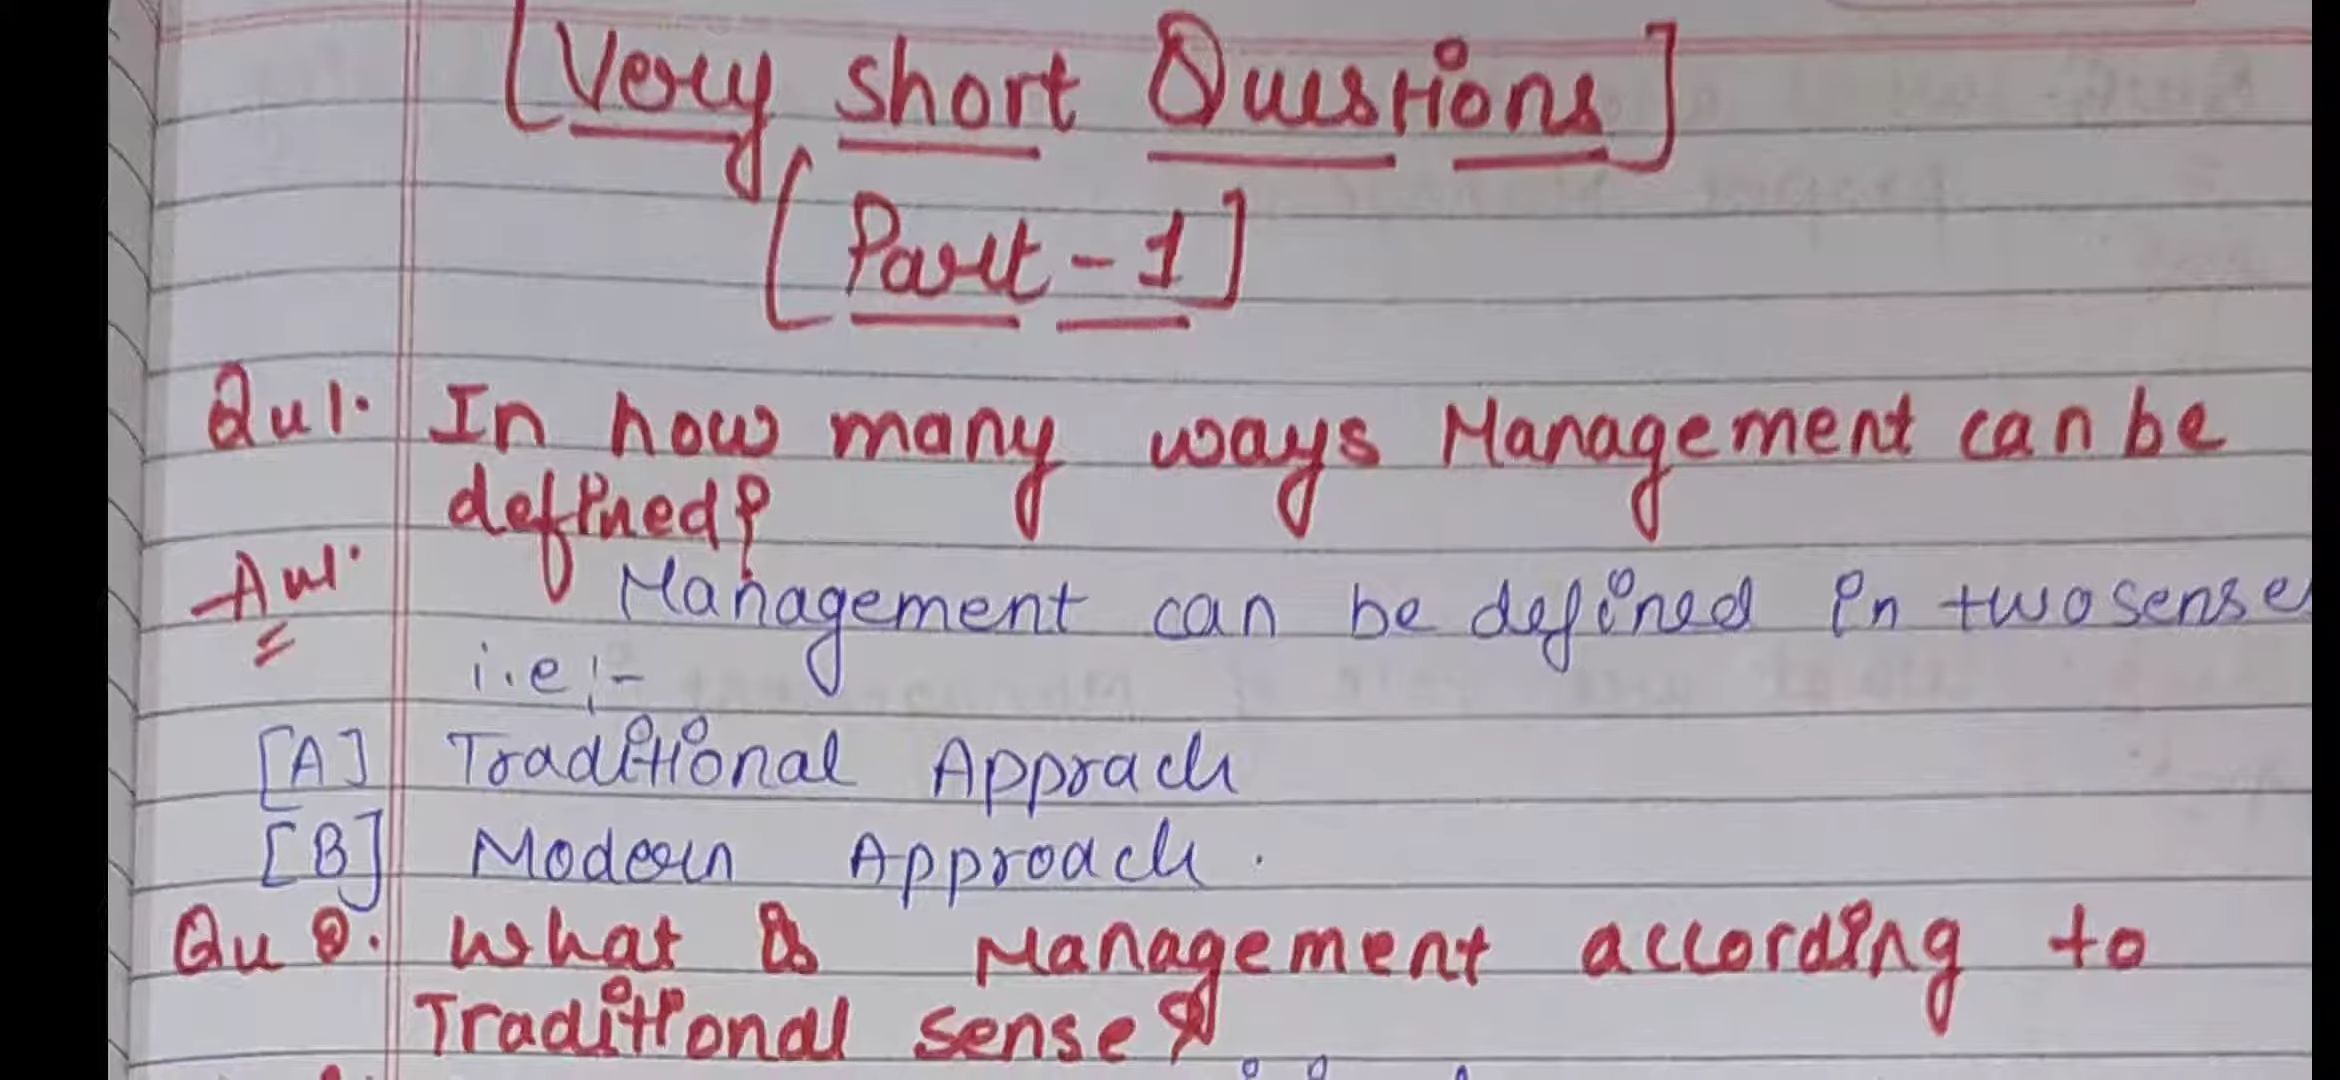 [Very short Questions]
[Part-1]
Qu1. In how many ways Management can be
defined?
Ans. Management can be defined in two sense
i.e;-
[A] Traditional Apprach
[B] Modern Approach.
Qu 2. What is Management according to
Traditional sense?